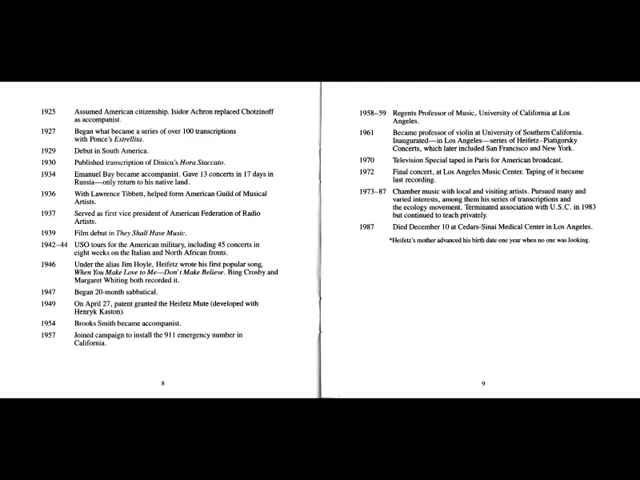 1925 Assumed American citizenship. Isidor Achron replaced Chotzinoff
as accompanist.
1927 Began what became a series of over 100 transcriptions
with Ponce's Estrellita.
1929 Debut in South America.
1930 Published transcription of Dinicu's Hora Staccato.
1934 Emanuel Bay became accompanist. Gave 13 concerts in 17 days in
Russia—only return to his native land.
1936 With Lawrence Tibbett, helped form American Guild of Musical
Artists.
1937 Served as first vice president of American Federation of Radio
Artists.
1939 Film debut in They Shall Have Music.
1942–44 USO tours for the American military, including 45 concerts in
eight weeks on the Italian and North African fronts.
1946 Under the alias Jim Hoyle, Heifetz wrote his first popular song,
When You Make Love to Me—Don't Make Believe. Bing Crosby and
Margaret Whiting both recorded it.
1947 Began 20-month sabbatical.
1949 On April 27, patent granted the Heifetz Mute (developed with
Henryk Kaston).
1954 Brooks Smith became accompanist.
1957 Joined campaign to install the 911 emergency number in
California.
8
1958–59 Regents Professor of Music, University of California at Los
Angeles.
1961 Became professor of violin at University of Southern California.
Inaugurated—in Los Angeles—series of Heifetz–Piatigorsky
Concerts, which later included San Francisco and New York.
1970 Television Special taped in Paris for American broadcast.
1972 Final concert, at Los Angeles Music Center. Taping of it became
last recording.
1973–87 Chamber music with local and visiting artists. Pursued many and
varied interests, among them his series of transcriptions and
the ecology movement. Terminated association with U.S.C. in 1983
but continued to teach privately.
1987 Died December 10 at Cedars-Sinai Medical Center in Los Angeles.
*Heifetz's mother advanced his birth date one year when no one was looking.
9